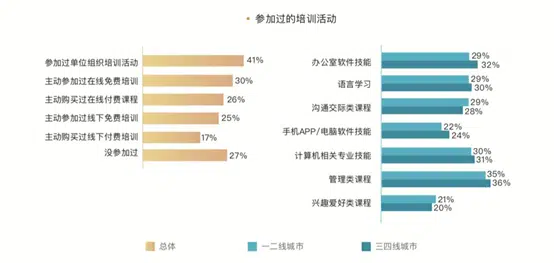 参加过的培训活动
参加过单位组织培训活动 41%
主动参加过在线免费培训 30%
主动购买过在线付费课程 26%
主动参加过线下免费培训 25%
主动购买过线下付费培训 17%
没参加过 27%
办公室软件技能 29% 32%
语言学习 29% 30%
沟通交际类课程 29% 28%
手机APP/电脑软件技能 22% 24%
计算机相关专业技能 30% 31%
管理类课程 35% 36%
兴趣爱好类课程 21% 20%
总体 一二线城市 三四线城市